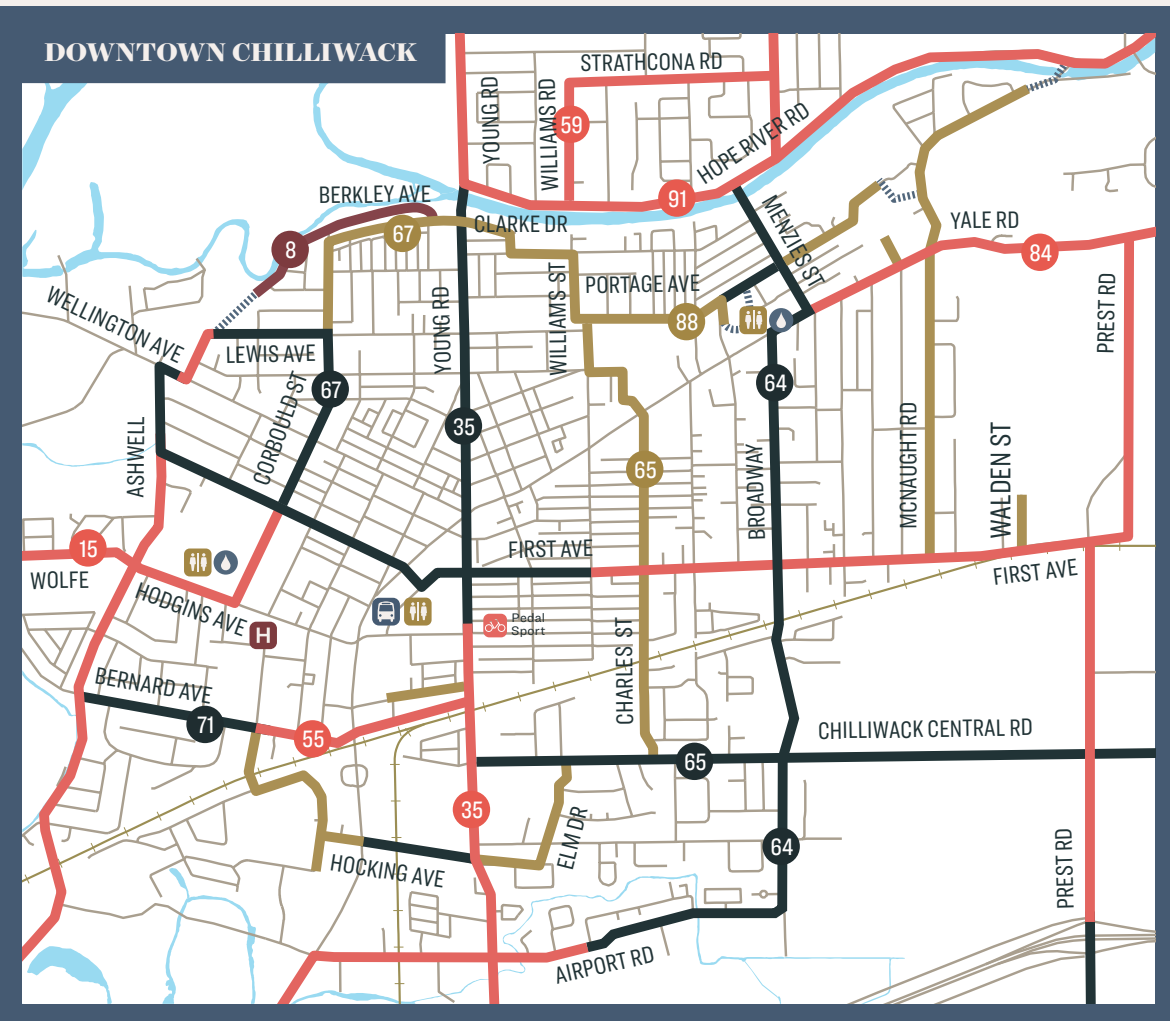 DOWNTOWN CHILLIWACK
STRATHCONA RD
YOUNG RD
WILLIAMS RD
59
HOPE RIVER RD
91
BERKLEY AVE
CLARKE DR
67
8
MENZIES ST
YALE RD
84
WELLINGTON AVE
LEWIS AVE
YOUNG RD
WILLIAMS ST
PORTAGE AVE
88
PREST RD
67
64
CORBOULD ST
35
ASHWELL
65
BROADWAY
MCNAUGHT RD
WALDEN ST
15
WOLFE
FIRST AVE
FIRST AVE
HODGINS AVE
H
Pedal
Sport
CHARLES ST
BERNARD AVE
71
55
CHILLIWACK CENTRAL RD
65
35
ELM DR
64
HOCKING AVE
PREST RD
AIRPORT RD